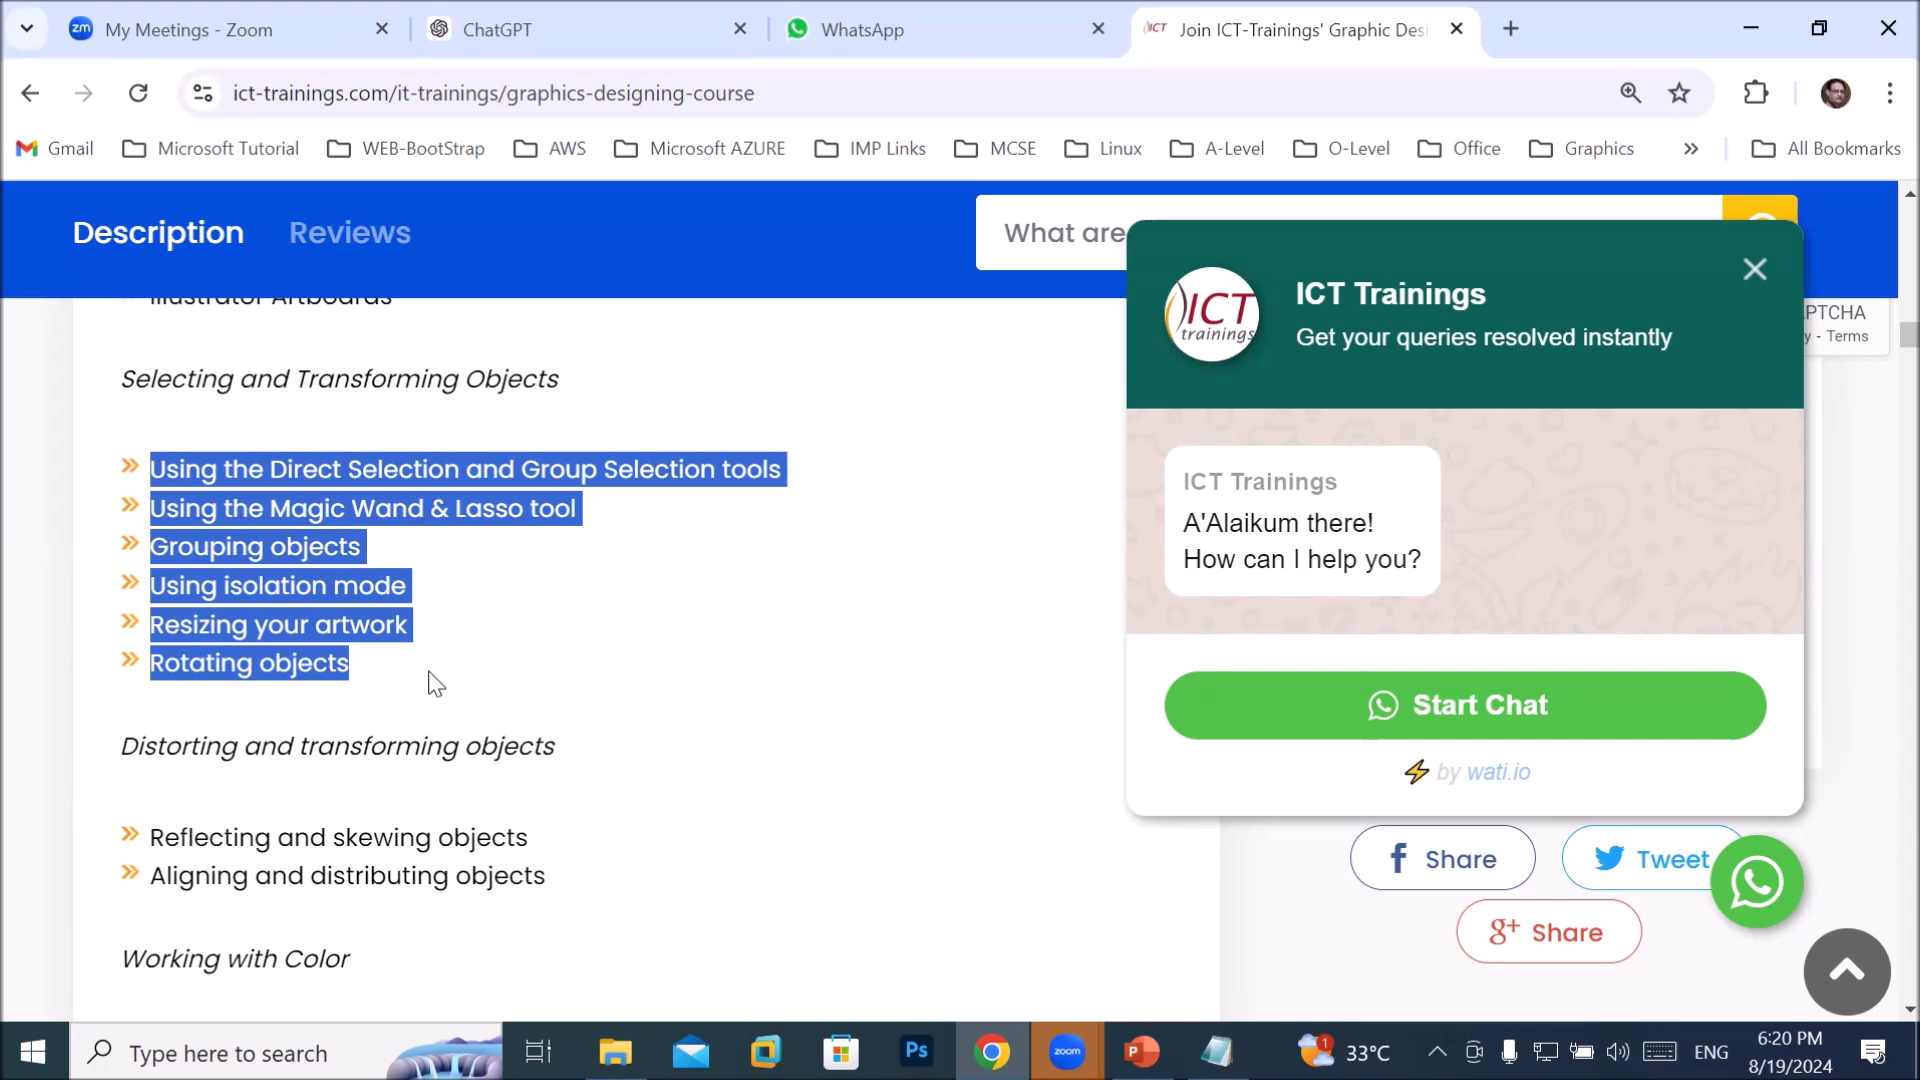 My Meetings - Zoom
ChatGPT
WhatsApp
ICT Join ICT-Trainings' Graphic Desi
ict-trainings.com/it-trainings/graphics-designing-course
Gmail
Microsoft Tutorial
WEB-BootStrap
AWS
Microsoft AZURE
IMP Links
MCSE
Linux
A-Level
O-Level
Office
Graphics
All Bookmarks
Description
Reviews
What are
Illustrator Artboards
Selecting and Transforming Objects
Using the Direct Selection and Group Selection tools
Using the Magic Wand & Lasso tool
Grouping objects
Using isolation mode
Resizing your artwork
Rotating objects
Distorting and transforming objects
Reflecting and skewing objects
Aligning and distributing objects
Working with Color
ICT
trainings
ICT Trainings
Get your queries resolved instantly
PTCHA
y - Terms
ICT Trainings
A'Alaikum there!
How can I help you?
Start Chat
by wati.io
Share
Tweet
g+ Share
Type here to search
Ps
zoom
P
1
33°C
ENG
6:20 PM
8/19/2024